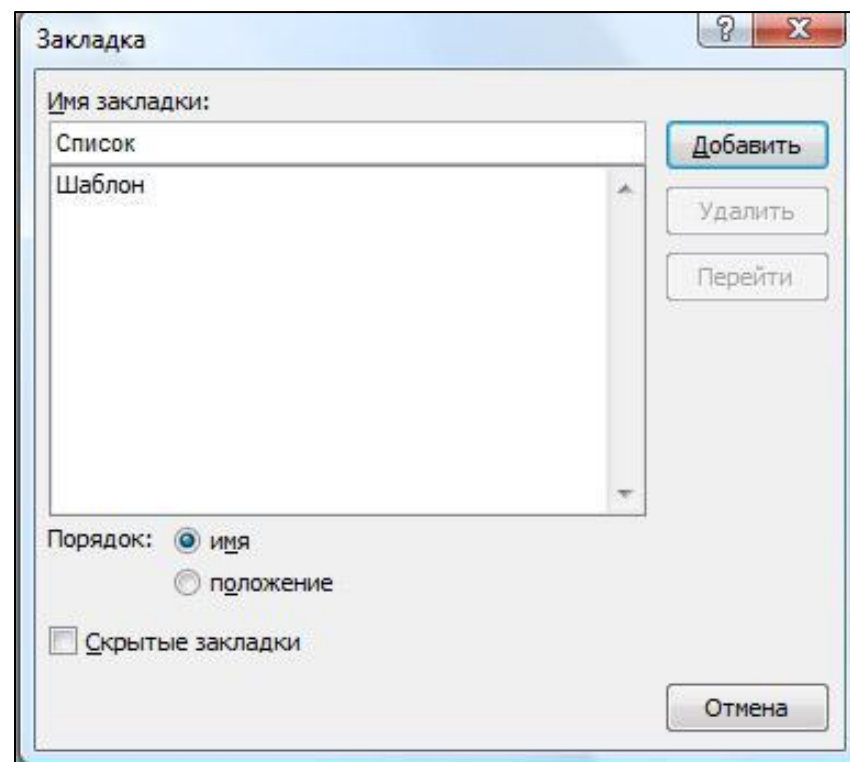 Закладка
Имя закладки:
Список
Добавить
Шаблон
Удалить
Перейти
Порядок: имя
положение
Скрытые закладки
Отмена